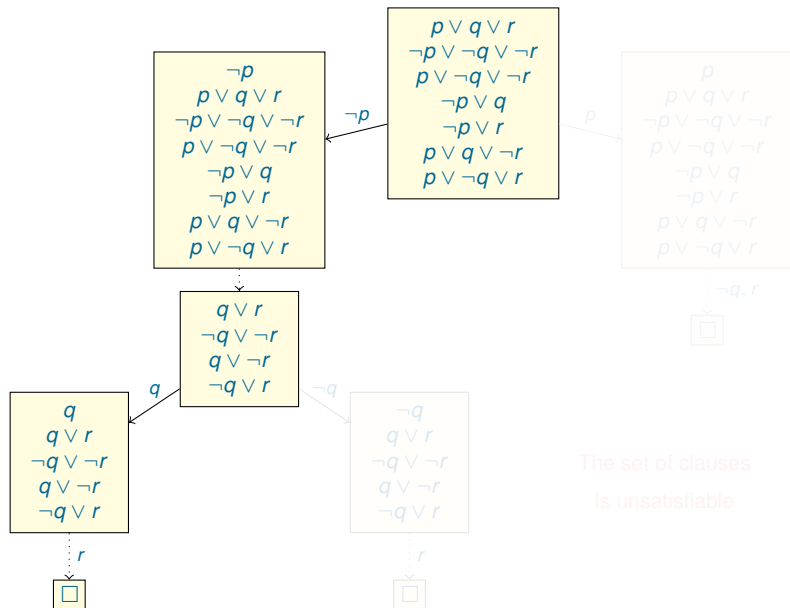 p ∨ q ∨ r
¬p ∨ ¬q ∨ ¬r
p ∨ ¬q ∨ ¬r
¬p ∨ q
¬p ∨ r
p ∨ q ∨ ¬r
p ∨ ¬q ∨ r
¬p
¬p
p ∨ q ∨ r
¬p ∨ ¬q ∨ ¬r
p ∨ ¬q ∨ ¬r
¬p ∨ q
¬p ∨ r
p ∨ q ∨ ¬r
p ∨ ¬q ∨ r
p
p
p ∨ q ∨ r
¬p ∨ ¬q ∨ ¬r
p ∨ ¬q ∨ ¬r
¬p ∨ q
¬p ∨ r
p ∨ q ∨ ¬r
p ∨ ¬q ∨ r
¬q, r
□
q ∨ r
¬q ∨ ¬r
q ∨ ¬r
¬q ∨ r
q
q
q ∨ r
¬q ∨ ¬r
q ∨ ¬r
¬q ∨ r
r
□
¬q
¬q
q ∨ r
¬q ∨ ¬r
q ∨ ¬r
¬q ∨ r
r
□
The set of clauses
is unsatisfiable